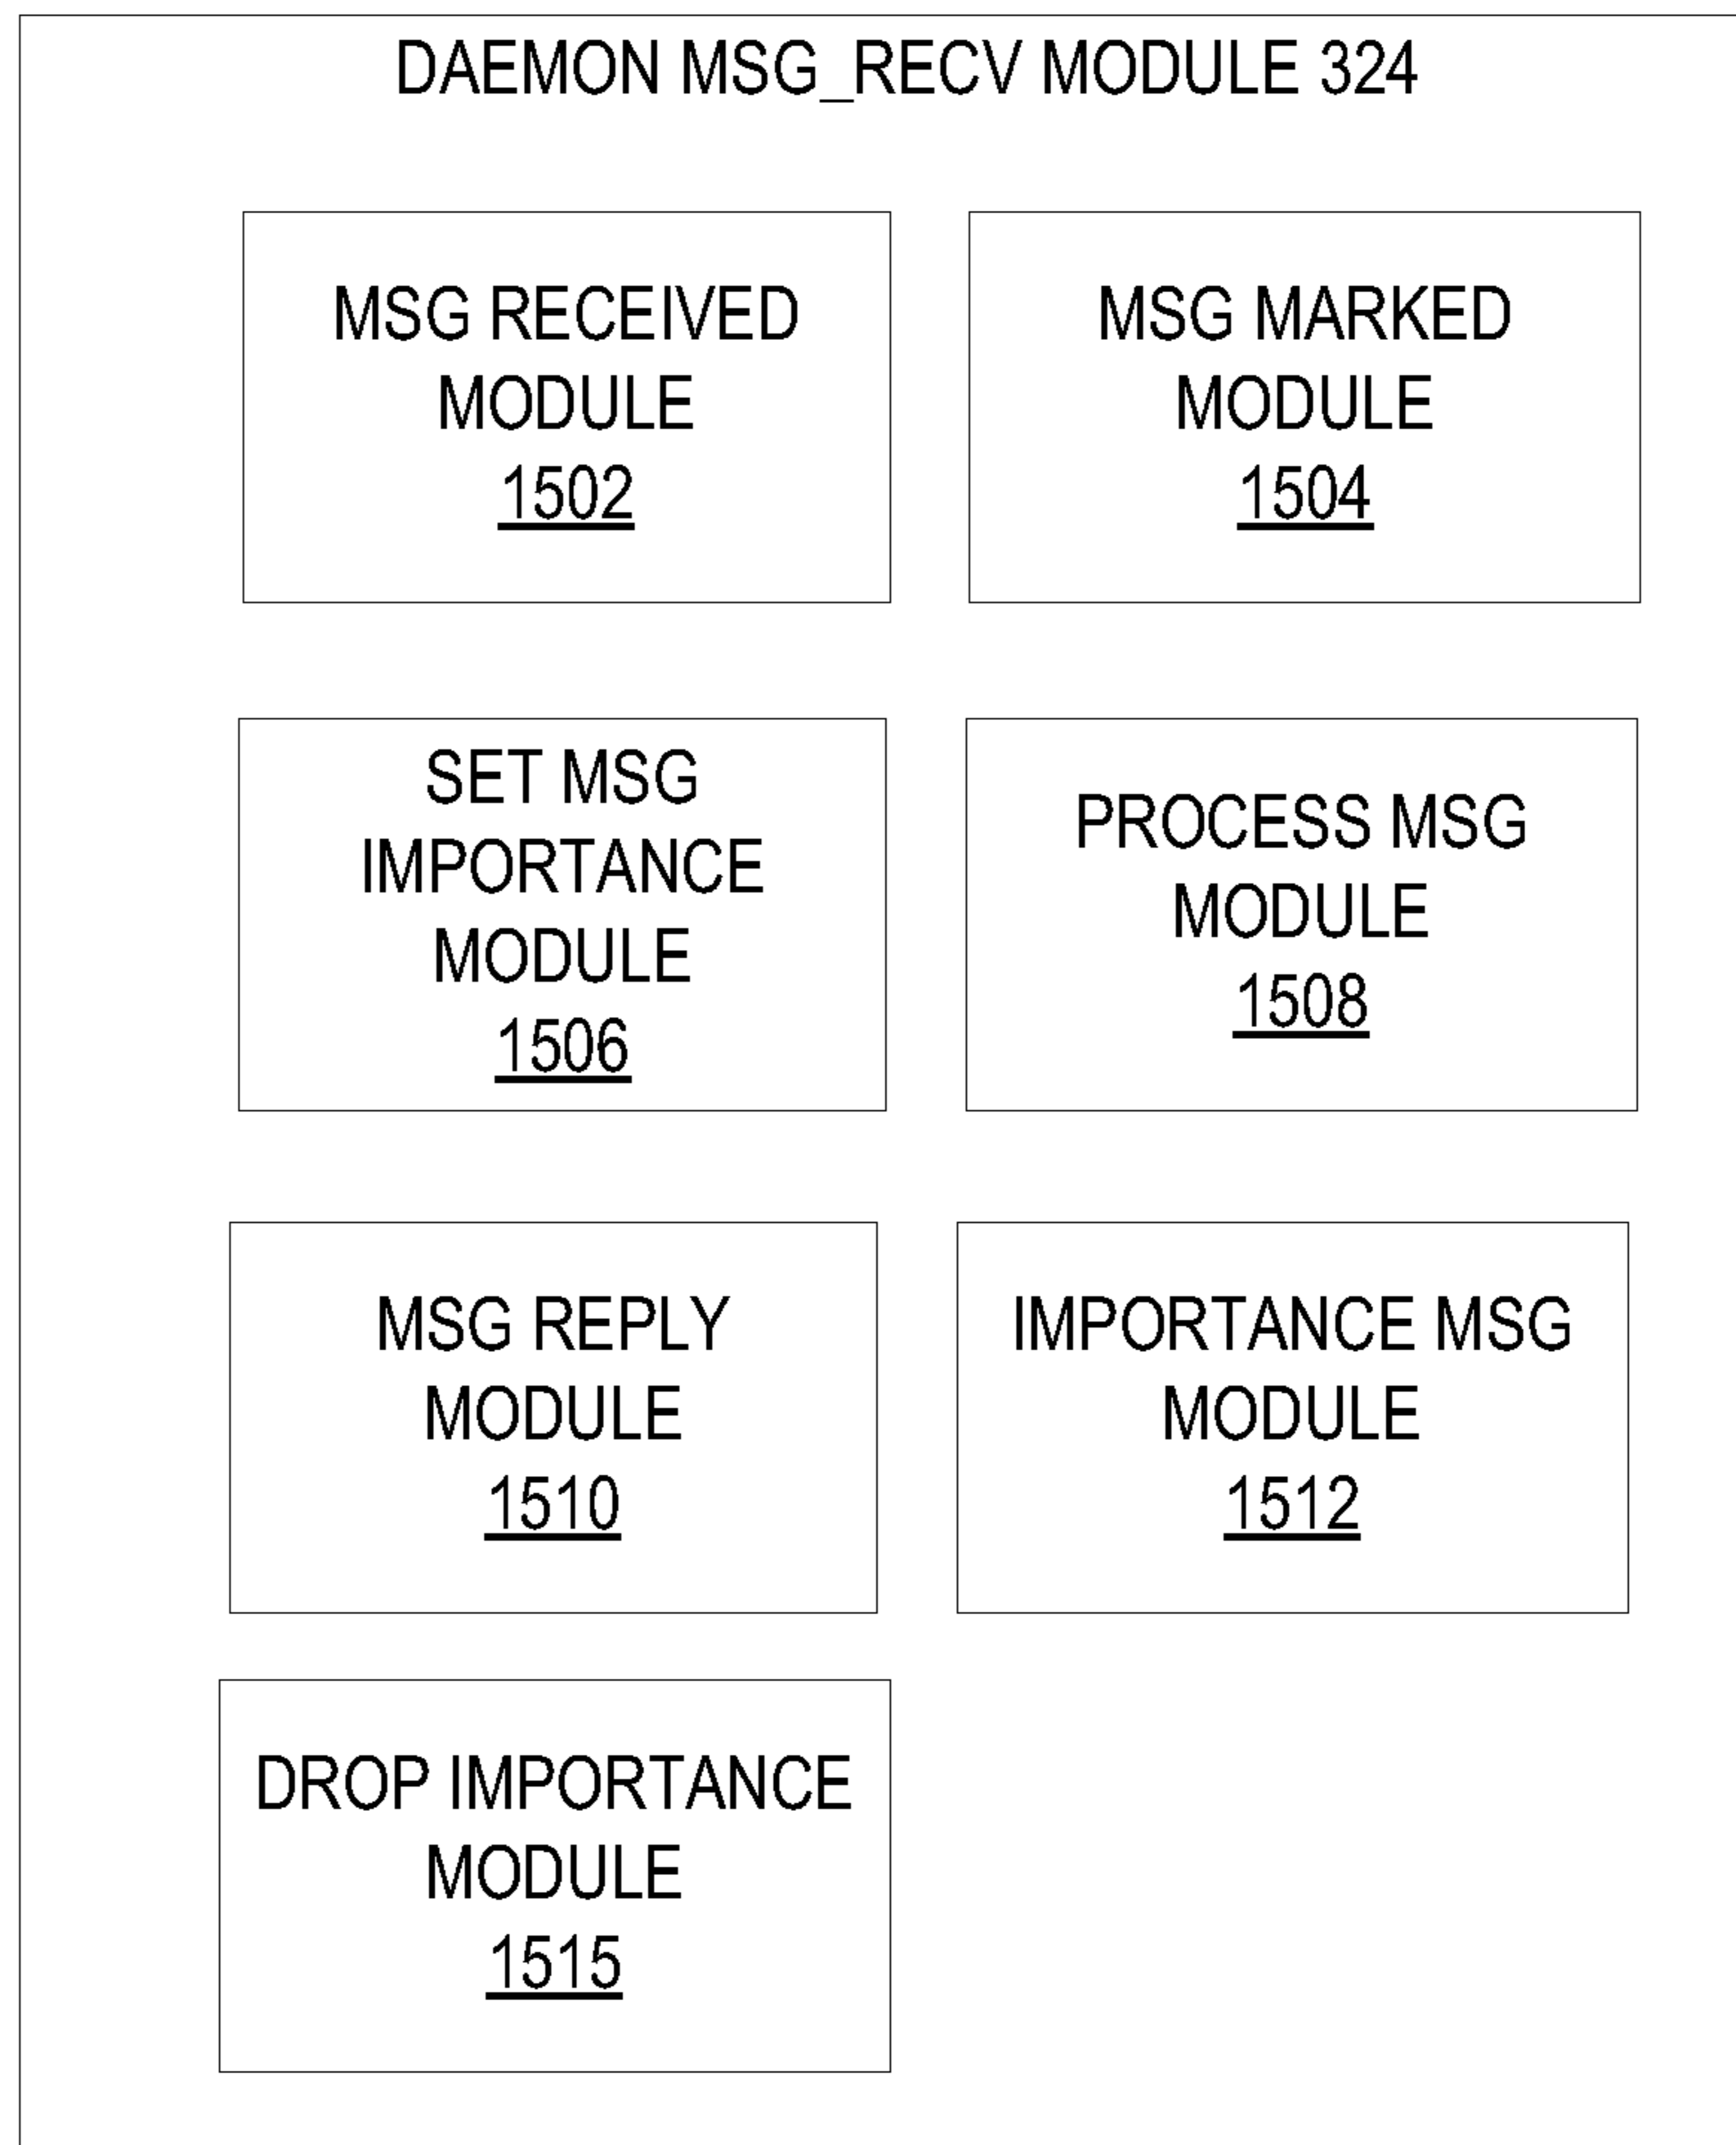 DAEMON MSG_RECV MODULE 324
MSG RECEIVED
MODULE
1502
MSG MARKED
MODULE
1504
SET MSG
IMPORTANCE
MODULE
1506
PROCESS MSG
MODULE
1508
MSG REPLY
MODULE
1510
IMPORTANCE MSG
MODULE
1512
DROP IMPORTANCE
MODULE
1515